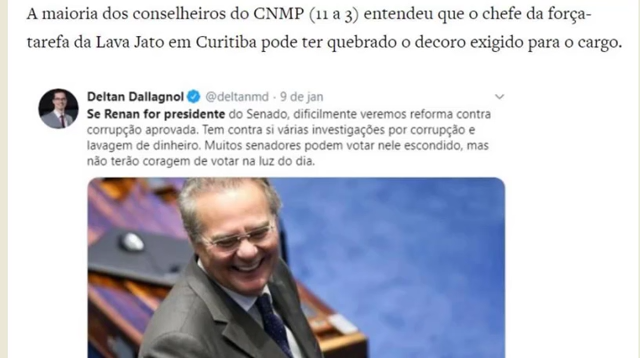 A maioria dos conselheiros do CNMP (11 a 3) entendeu que o chefe da força-
tarefa da Lava Jato em Curitiba pode ter quebrado o decoro exigido para o cargo.
Deltan Dallagnol @deltanmd · 9 de jan
Se Renan for presidente do Senado, dificilmente veremos reforma contra
corrupção aprovada. Tem contra si várias investigações por corrupção e
lavagem de dinheiro. Muitos senadores podem votar nele escondido, mas
não terão coragem de votar na luz do dia.